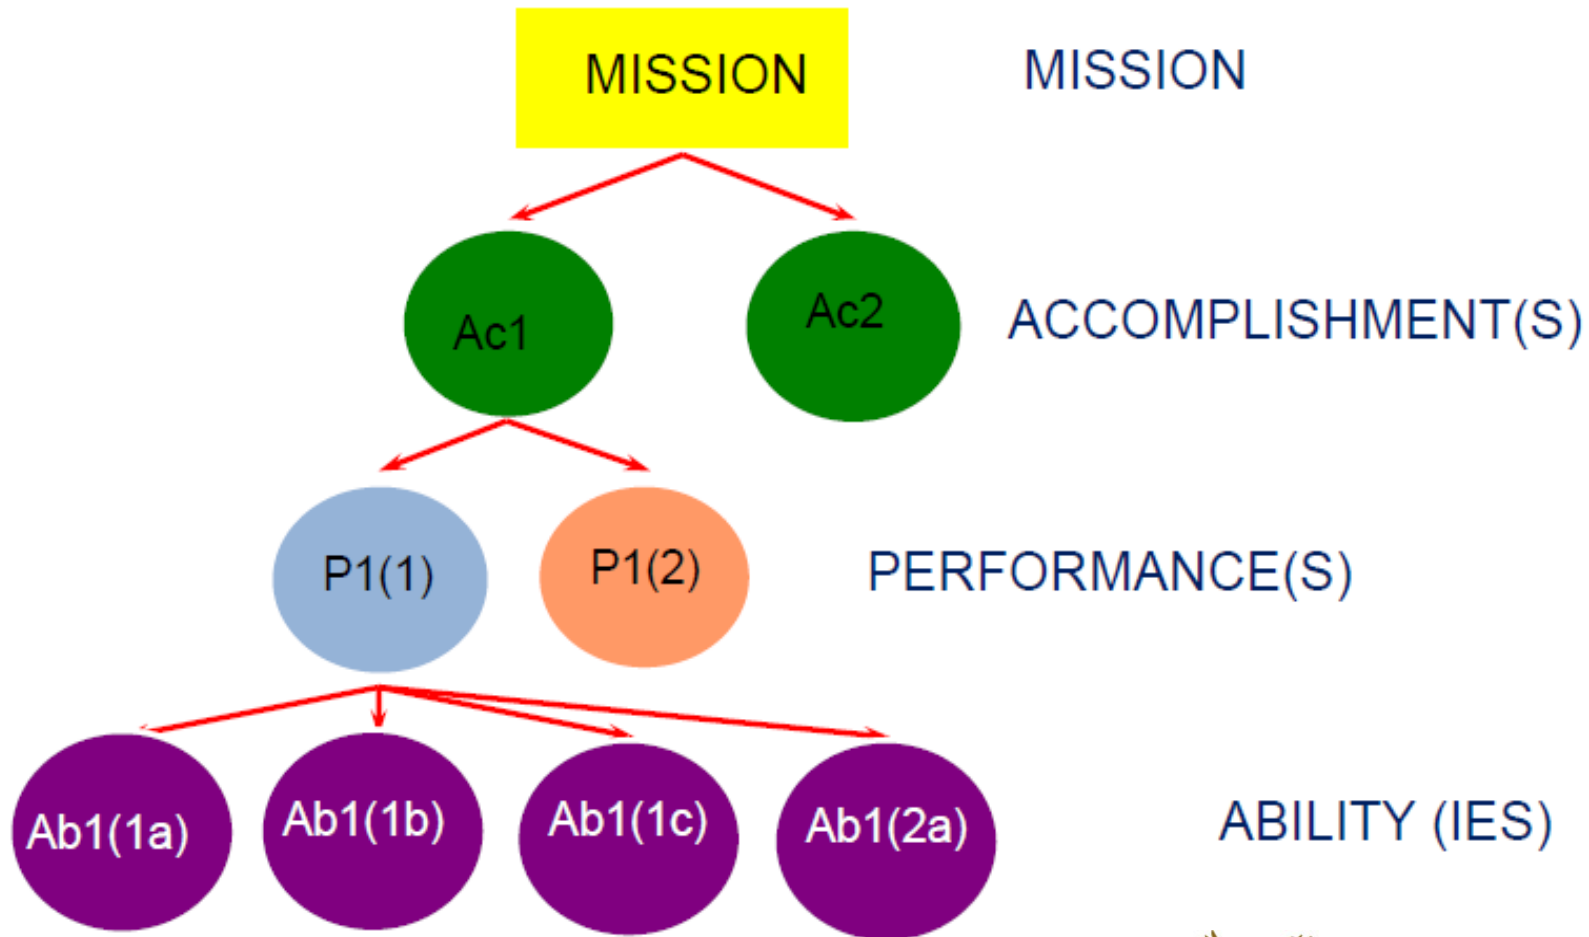 MISSION
MISSION
Ac1
Ac2
ACCOMPLISHMENT(S)
P1(1)
P1(2)
PERFORMANCE(S)
Ab1(1a)
Ab1(1b)
Ab1(1c)
Ab1(2a)
ABILITY (IES)